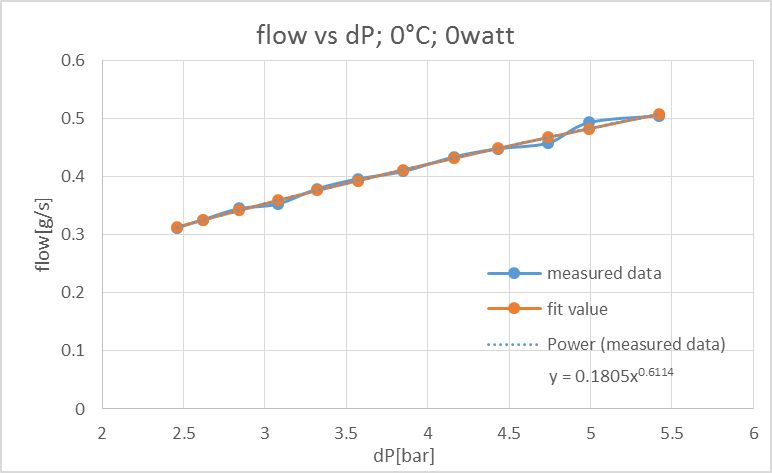 flow vs dP; 0°C; 0watt
0.6
0.5
0.4
0.3
0.2
0.1
0
flow[g/s]
measured data
fit value
Power (measured data)
y = 0.1805x^0.6114
2 2.5 3 3.5 4 4.5 5 5.5 6
dP[bar]